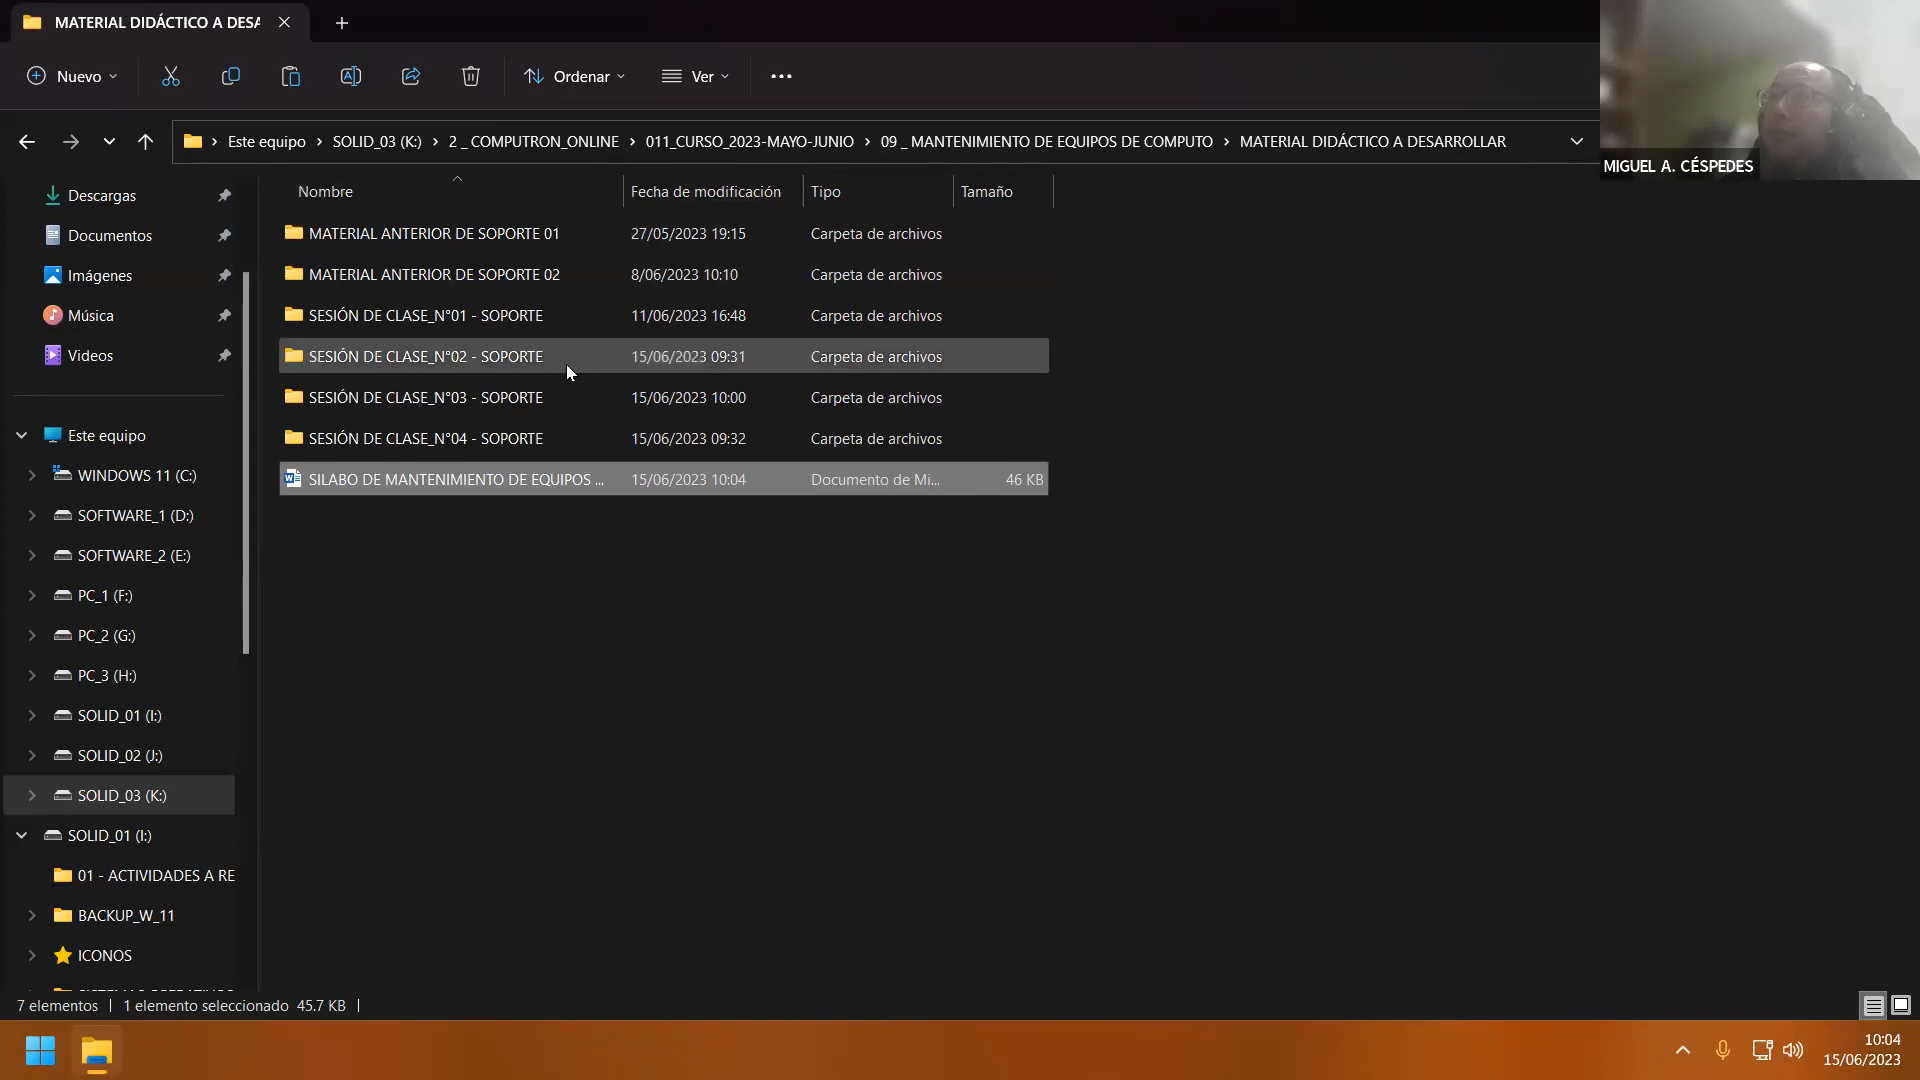 MATERIAL DIDÁCTICO A DESA
Nuevo
Ordenar
Ver
Este equipo > SOLID_03 (K:) > 2 _ COMPUTRON_ONLINE > 011_CURSO_2023-MAYO-JUNIO > 09 _ MANTENIMIENTO DE EQUIPOS DE COMPUTO > MATERIAL DIDÁCTICO A DESARROLLAR
MIGUEL A. CÉSPEDES
Nombre Fecha de modificación Tipo Tamaño
MATERIAL ANTERIOR DE SOPORTE 01 27/05/2023 19:15 Carpeta de archivos
MATERIAL ANTERIOR DE SOPORTE 02 8/06/2023 10:10 Carpeta de archivos
SESIÓN DE CLASE_N°01 - SOPORTE 11/06/2023 16:48 Carpeta de archivos
SESIÓN DE CLASE_N°02 - SOPORTE 15/06/2023 09:31 Carpeta de archivos
SESIÓN DE CLASE_N°03 - SOPORTE 15/06/2023 10:00 Carpeta de archivos
SESIÓN DE CLASE_N°04 - SOPORTE 15/06/2023 09:32 Carpeta de archivos
SILABO DE MANTENIMIENTO DE EQUIPOS ... 15/06/2023 10:04 Documento de Mi... 46 KB
Descargas
Documentos
Imágenes
Música
Videos
Este equipo
WINDOWS 11 (C:)
SOFTWARE_1 (D:)
SOFTWARE_2 (E:)
PC_1 (F:)
PC_2 (G:)
PC_3 (H:)
SOLID_01 (I:)
SOLID_02 (J:)
SOLID_03 (K:)
SOLID_01 (I:)
01 - ACTIVIDADES A RE
BACKUP_W_11
ICONOS
7 elementos | 1 elemento seleccionado 45.7 KB |
10:04
15/06/2023